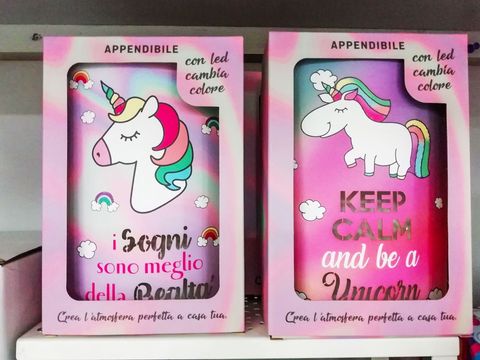 APPENDIBILE
con led
cambia
colore
i Sogni
sono meglio
della Realtà
Crea l'atmosfera perfetta a casa tua.
APPENDIBILE
con led
cambia
colore
KEEP
CALM
and be a
Unicorn
Crea l'atmosfera perfetta a casa tua.